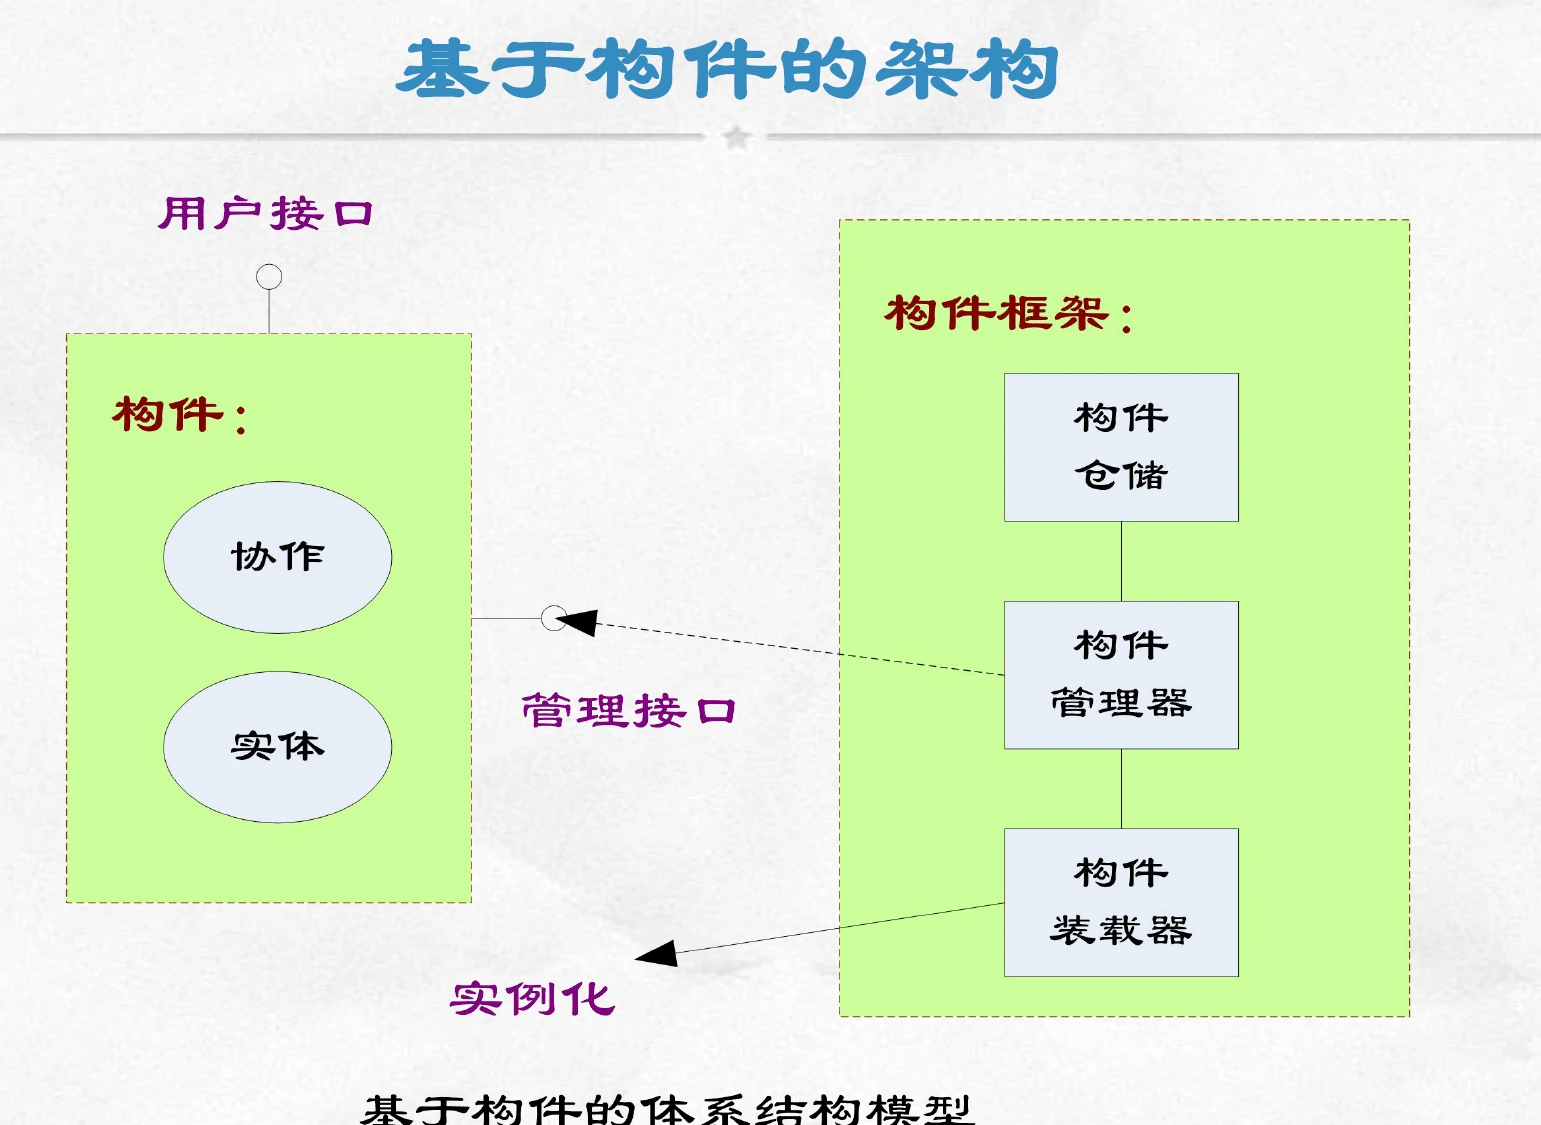 基于构件的架构
用户接口
构件：
协作
实体
管理接口
实例化
构件框架：
构件
仓储
构件
管理器
构件
装载器
基于构件的体系结构模型